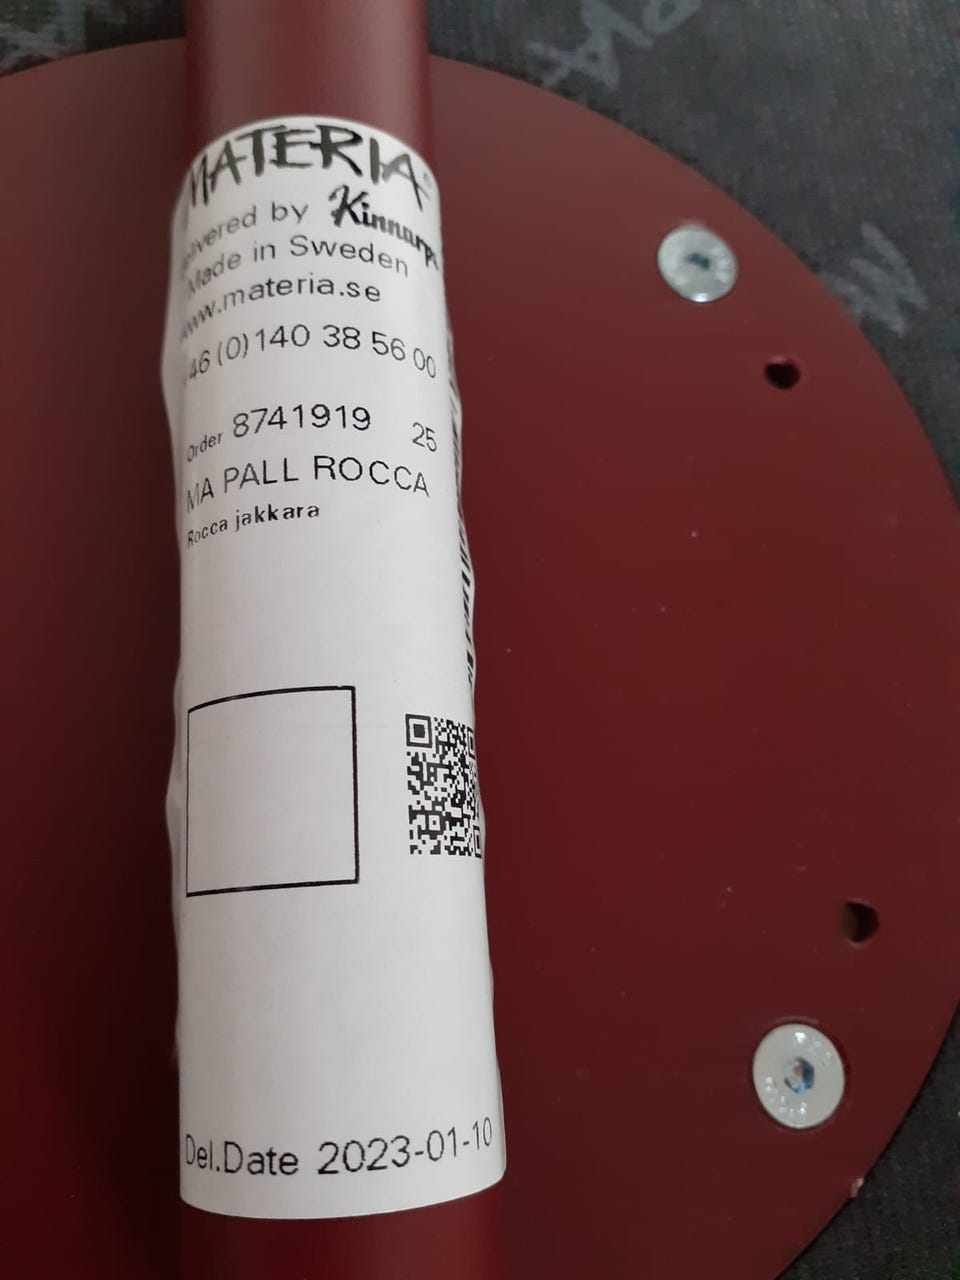 MATERIA
Delivered by Kinnarps
Made in Sweden
www.materia.se
+46 (0)140 38 56 00
Order 8741919 25
MA PALL ROCCA
Rocca jakkara
Del.Date 2023-01-10